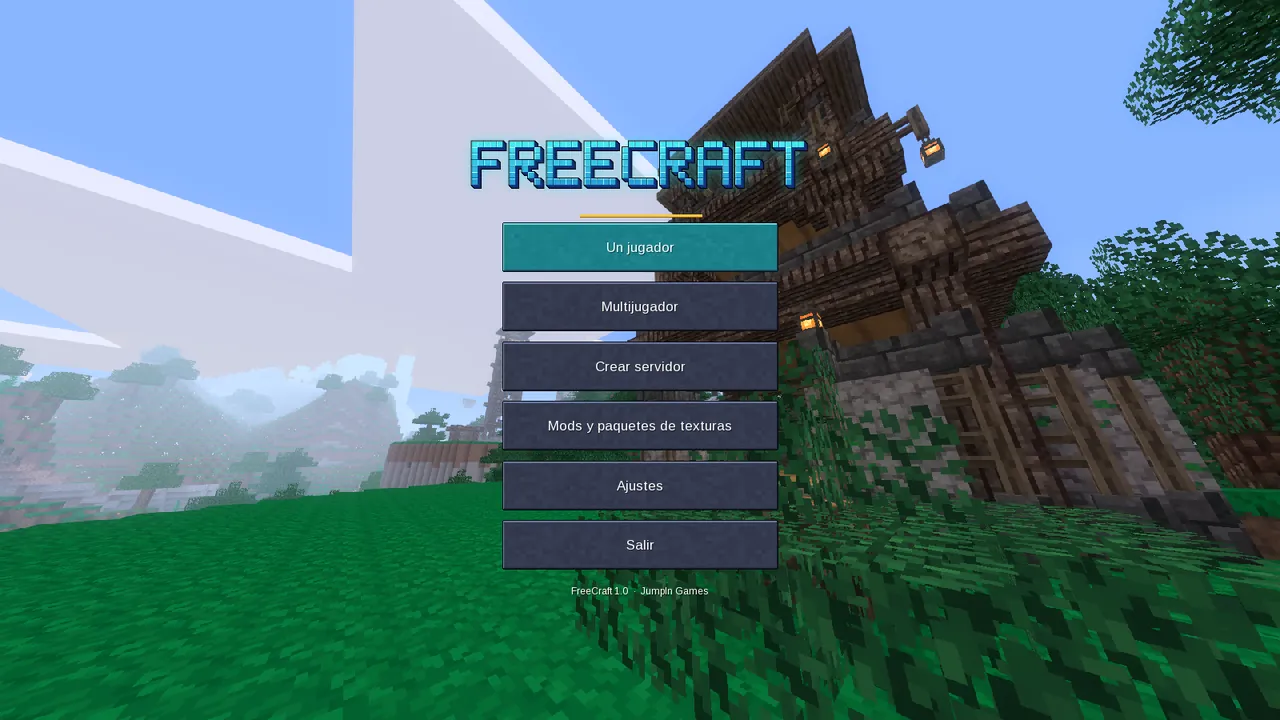 FREECRAFT
Un jugador
Multijugador
Crear servidor
Mods y paquetes de texturas
Ajustes
Salir
FreeCraft 1.0 · JumpIn Games